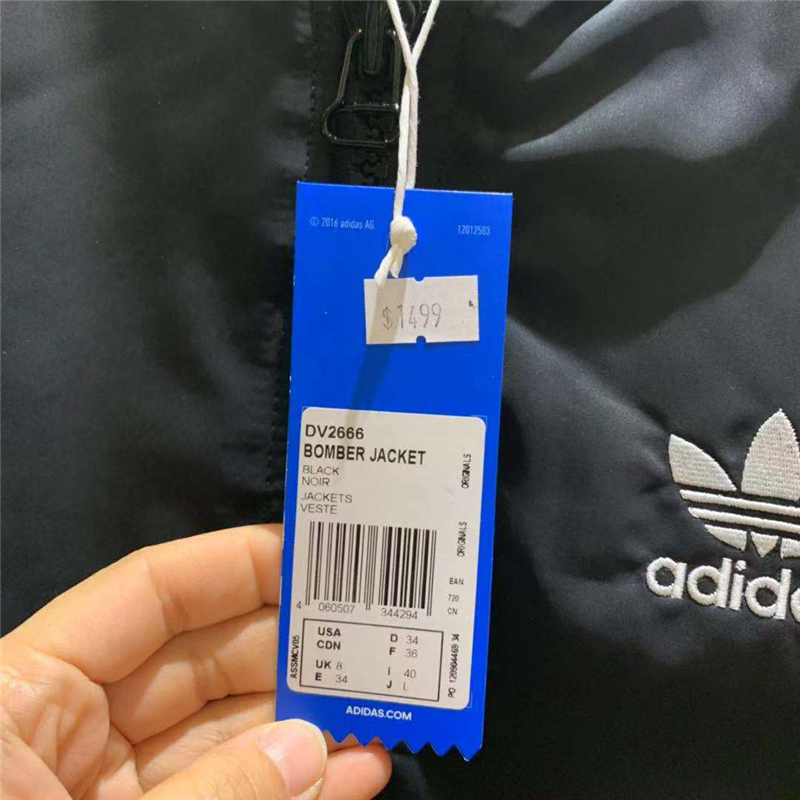 © 2016 adidas AG
12012503
$1499
DV2666
BOMBER JACKET
BLACK
NOIR
JACKETS
VESTE
ORIGINALS
ORIGINALS
EAN
720
CN
4 060507 344294
ASSMCV05
USA
CDN
UK 8
E 34
D 34
F 36
I 40
J L
ADIDAS.COM
adidas